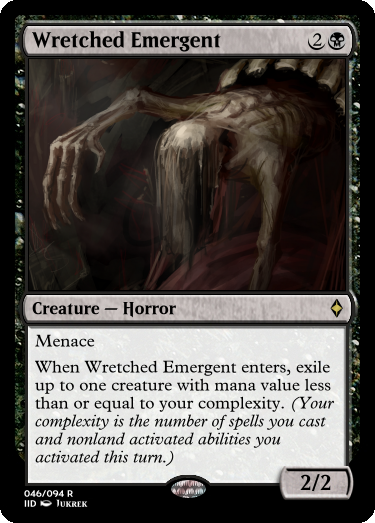 Wretched Emergent 2
Creature — Horror
Menace
When Wretched Emergent enters, exile
up to one creature with mana value less
than or equal to your complexity. (Your
complexity is the number of spells you cast
and nonland activated abilities you
activated this turn.)
2/2
046/094 R
IID JUKREK